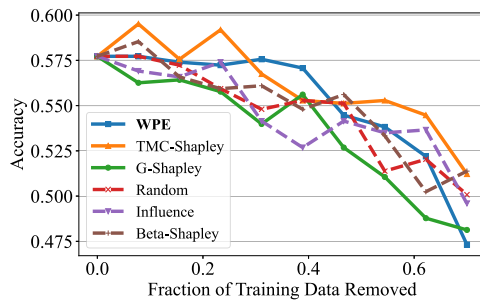 0.600
0.575
0.550
0.525
0.500
0.475
Accuracy
WPE
TMC-Shapley
G-Shapley
Random
Influence
Beta-Shapley
0.0
0.2
0.4
0.6
Fraction of Training Data Removed